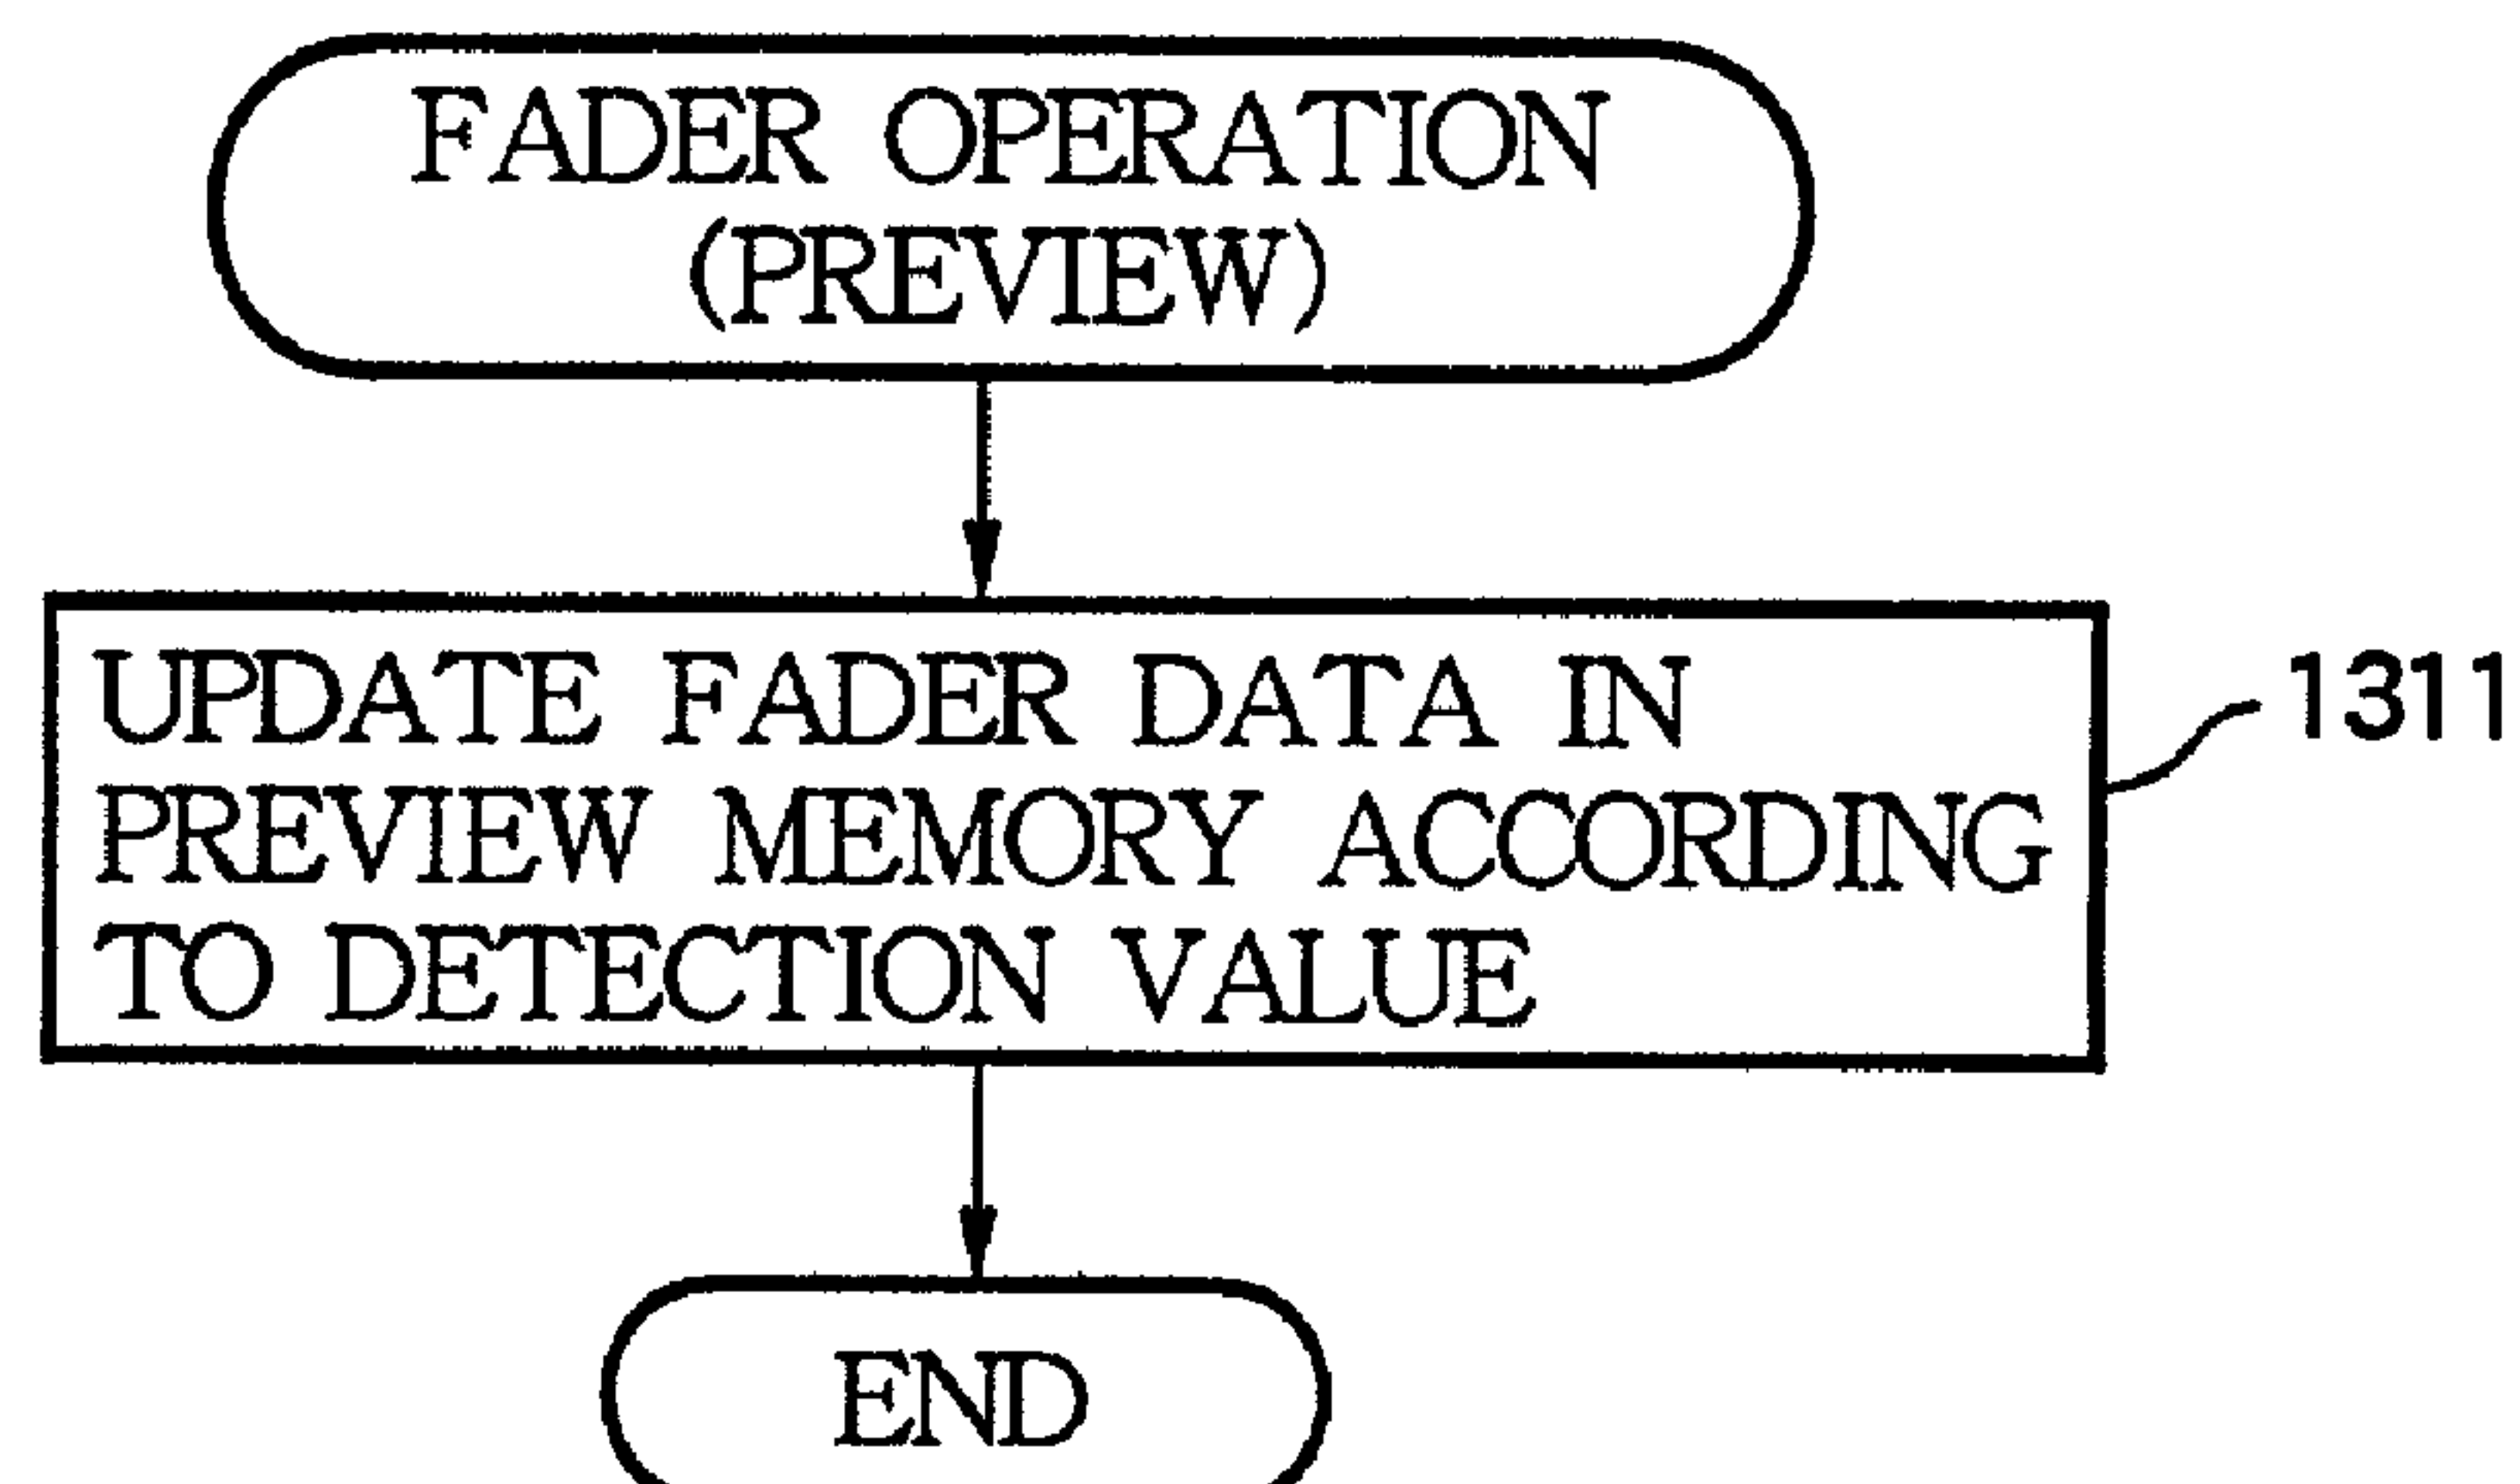 FADER OPERATION
(PREVIEW)
UPDATE FADER DATA IN
PREVIEW MEMORY ACCORDING
TO DETECTION VALUE
1311
END